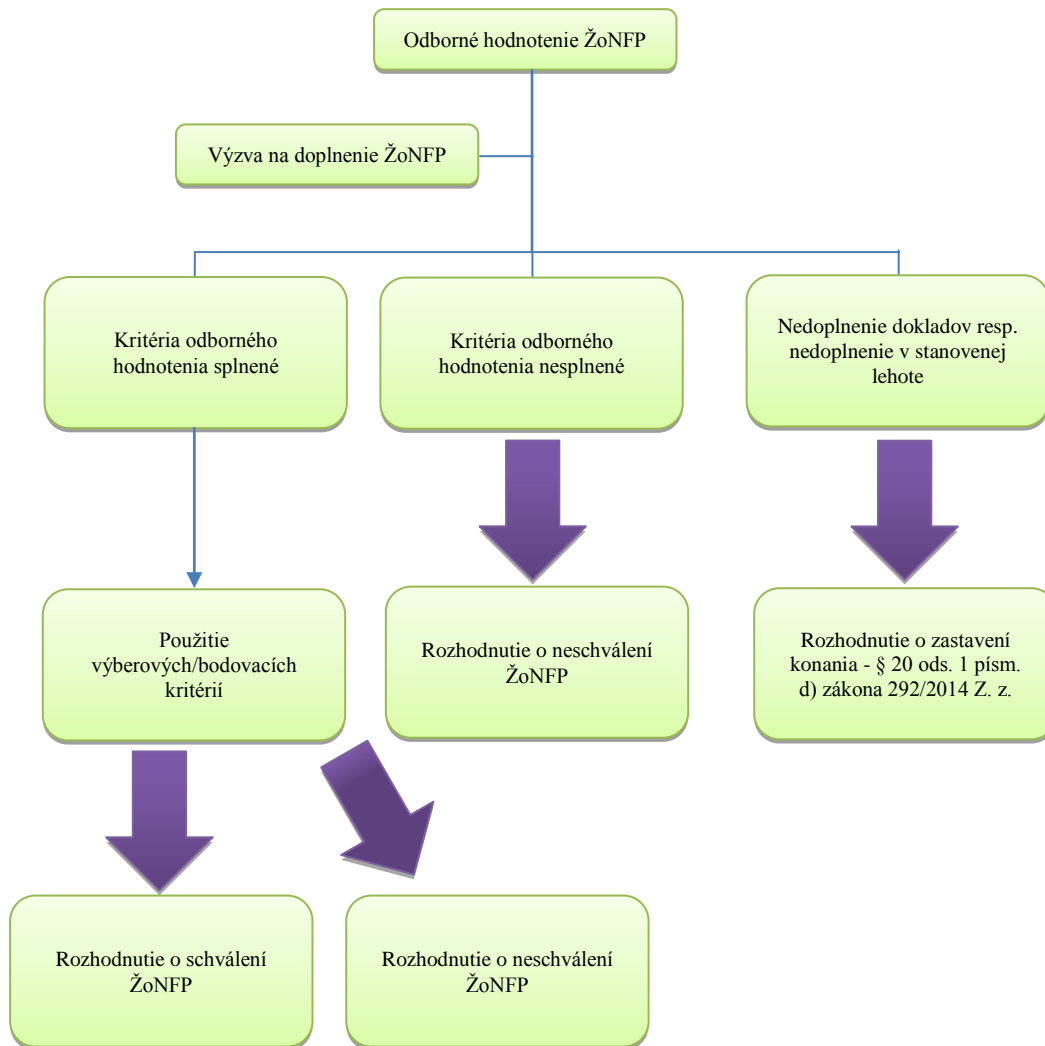 Odborné hodnotenie ŽoNFP
Výzva na doplnenie ŽoNFP
Kritéria odborného
hodnotenia splnené
Kritéria odborného
hodnotenia nesplnené
Nedoplnenie dokladov resp.
nedoplnenie v stanovenej
lehote
Použitie
výberových/bodovacích
kritérií
Rozhodnutie o neschválení
ŽoNFP
Rozhodnutie o zastavení
konania - § 20 ods. 1 písm.
d) zákona 292/2014 Z. z.
Rozhodnutie o schválení
ŽoNFP
Rozhodnutie o neschválení
ŽoNFP